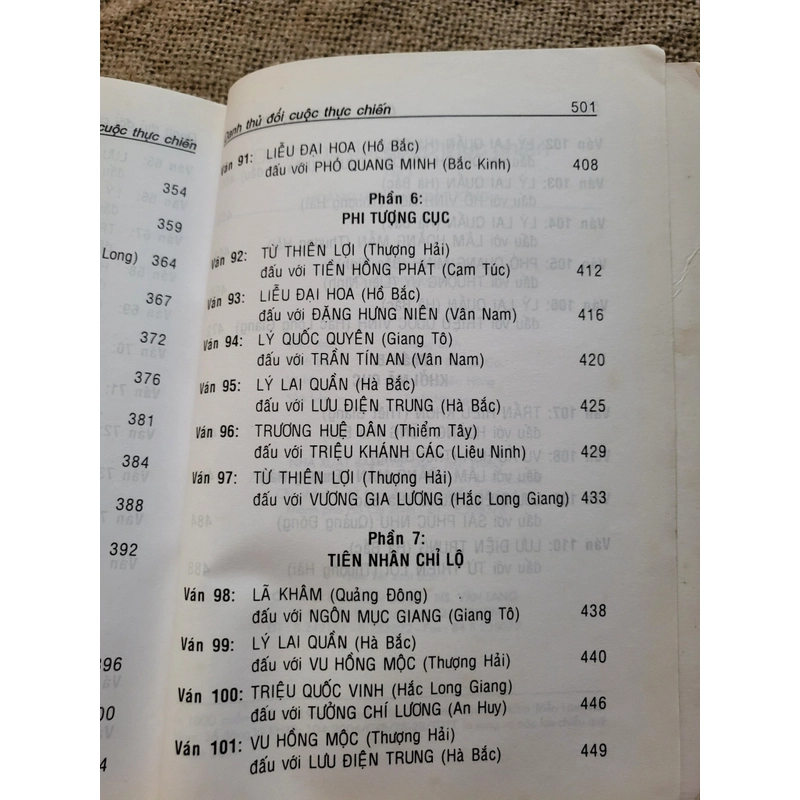 cuộc thực chiến
354
359
Long) 364
367
372
376
381
384
388
392
Danh thủ đổi cuộc thực chiến 501
Ván 91: LIỄU ĐẠI HOA (Hồ Bắc)
đấu với PHÓ QUANG MINH (Bắc Kinh) 408
Phần 6:
PHI TƯỢNG CỤC
Ván 92: TỪ THIÊN LỢI (Thượng Hải)
đấu với TIỀN HỒNG PHÁT (Cam Túc) 412
Ván 93: LIỄU ĐẠI HOA (Hồ Bắc)
đấu với ĐẶNG HƯNG NIÊN (Vân Nam) 416
Ván 94: LÝ QUỐC QUYÊN (Giang Tô)
đấu với TRẦN TÍN AN (Vân Nam) 420
Ván 95: LÝ LAI QUẦN (Hà Bắc)
đấu với LƯU ĐIỆN TRUNG (Hà Bắc) 425
Ván 96: TRƯƠNG HUỆ DÂN (Thiểm Tây)
đấu với TRIỆU KHÁNH CÁC (Liêu Ninh) 429
Ván 97: TỪ THIÊN LỢI (Thượng Hải)
đấu với VƯƠNG GIA LƯƠNG (Hắc Long Giang) 433
Phần 7:
TIÊN NHÂN CHỈ LỘ
Ván 98: LÃ KHÂM (Quảng Đông)
đấu với NGÔN MỤC GIANG (Giang Tô) 438
Ván 99: LÝ LAI QUẦN (Hà Bắc)
đấu với VU HỒNG MỘC (Thượng Hải) 440
Ván 100: TRIỆU QUỐC VINH (Hắc Long Giang)
đấu với TƯỞNG CHÍ LƯƠNG (An Huy) 446
Ván 101: VU HỒNG MỘC (Thượng Hải)
đấu với LƯU ĐIỆN TRUNG (Hà Bắc) 449